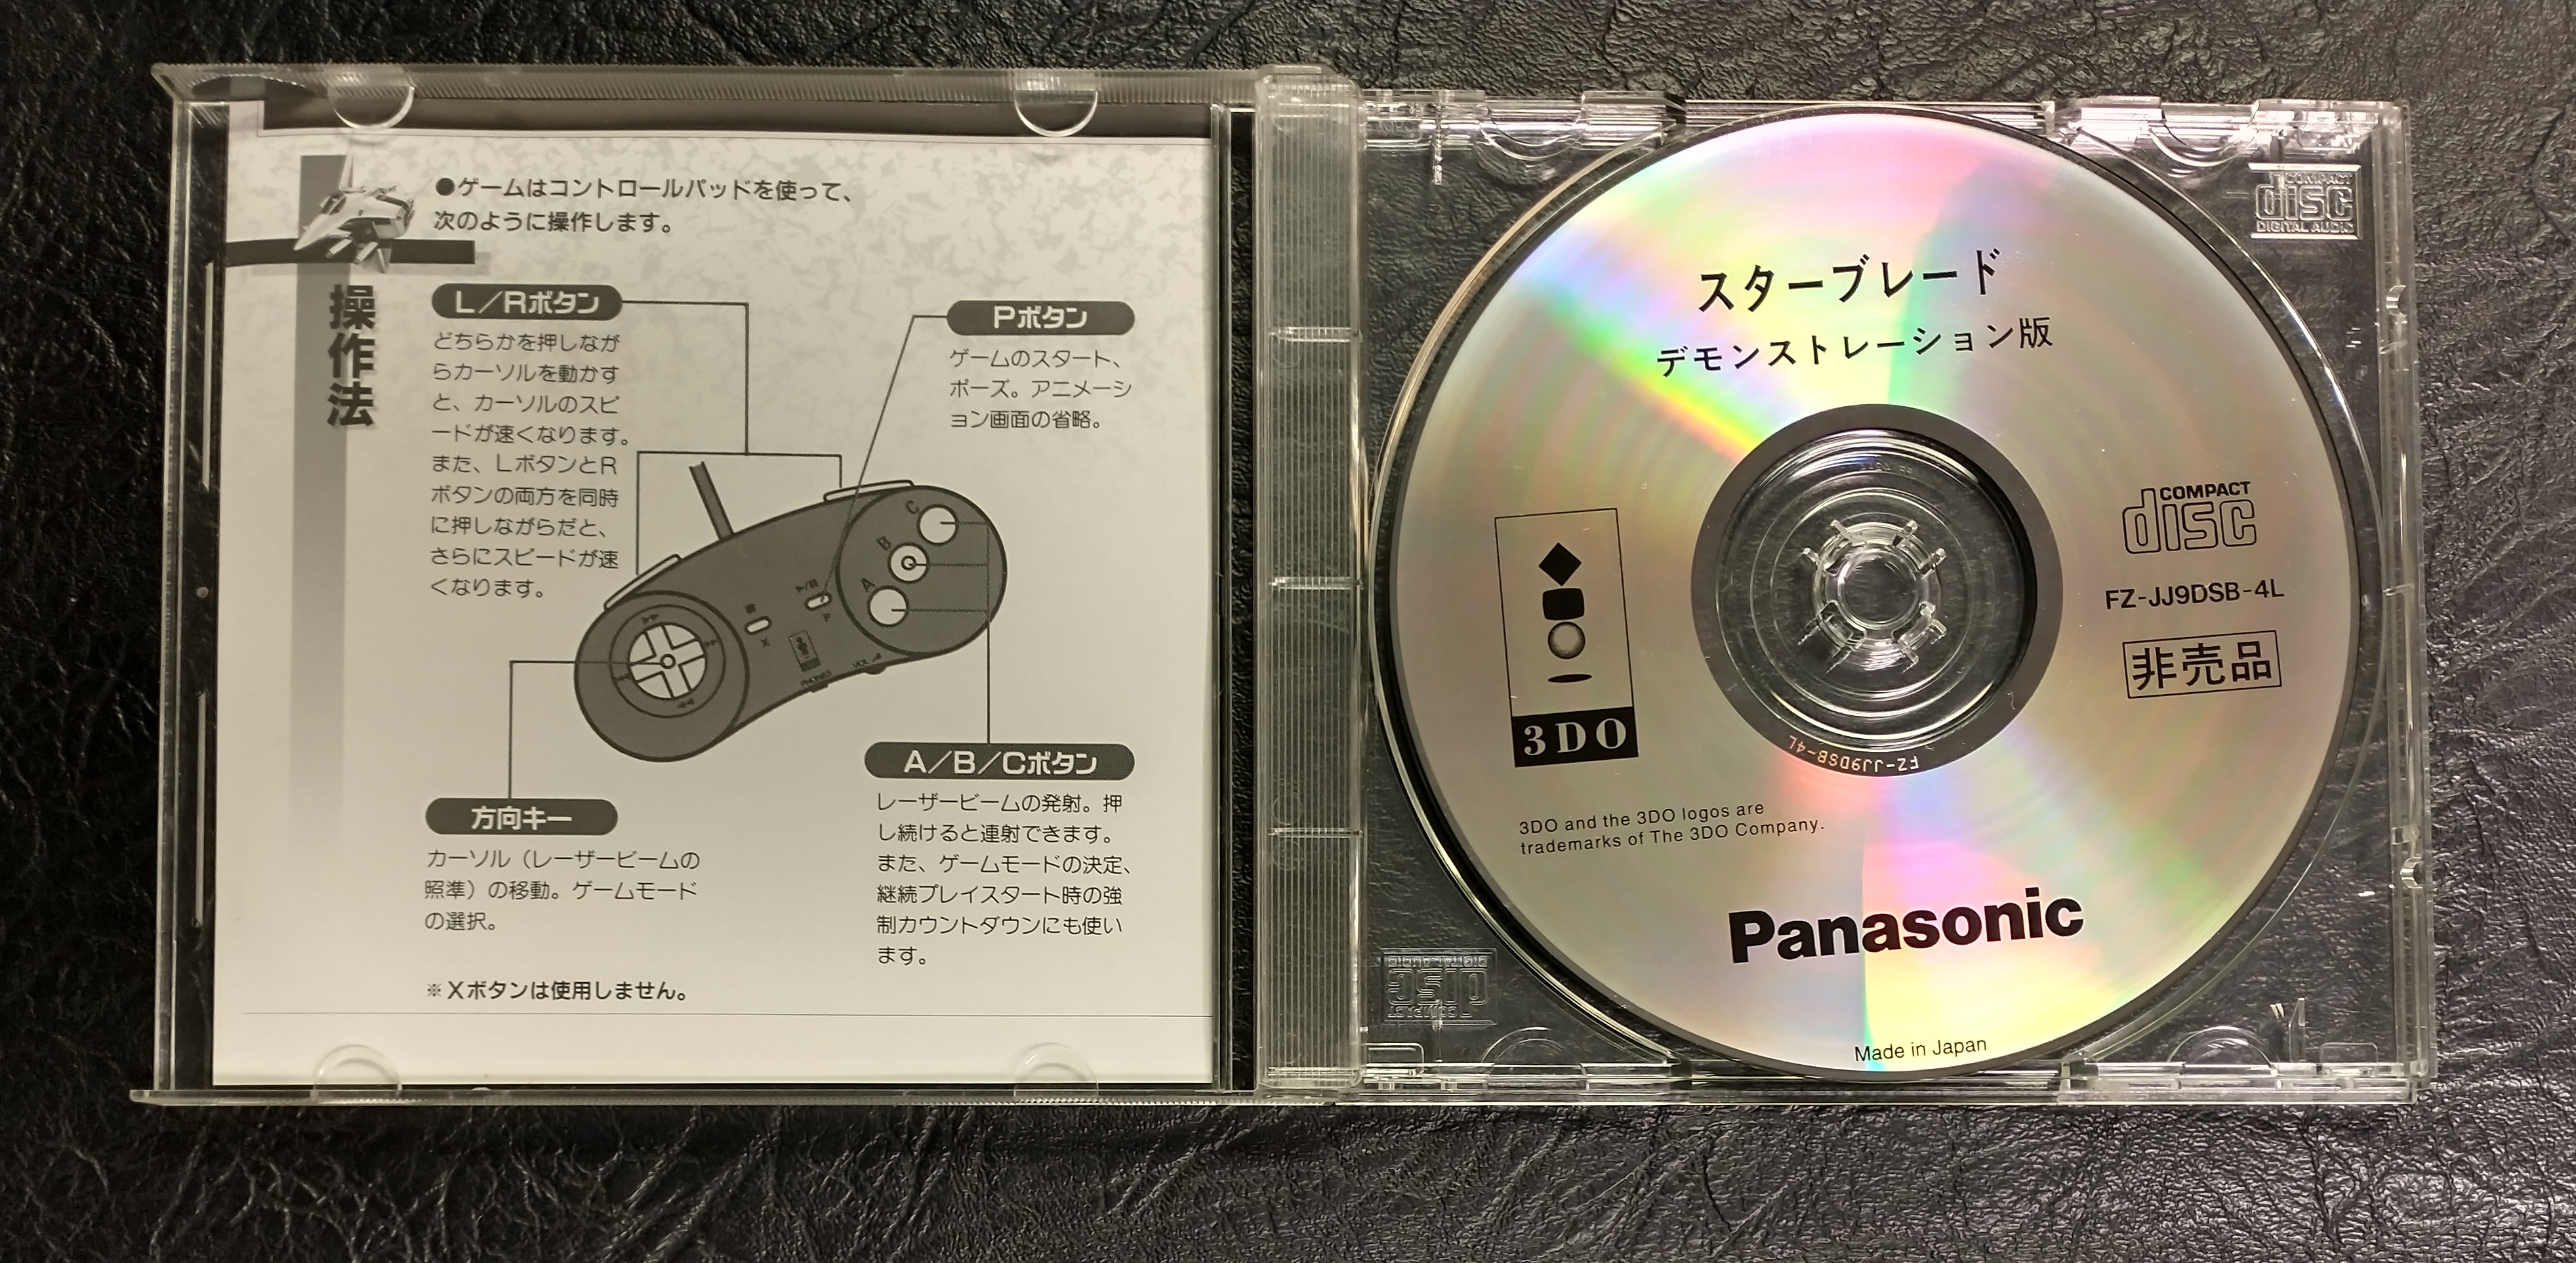 ●ゲームはコントロールパッドを使って、
次のように操作します。
操作法
L/Rボタン
どちらかを押しなが
らカーソルを動かす
と、カーソルのスピ
ードが速くなります。
また、LボタンとR
ボタンの両方を同時
に押しながらだと、
さらにスピードが速
くなります。
Pボタン
ゲームのスタート、
ポーズ。アニメーシ
ョン画面の省略。
C
B
A
P
X
PHONES
VOL
A/B/Cボタン
レーザービームの発射。押
し続けると連射できます。
また、ゲームモードの決定、
継続プレイスタート時の強
制カウントダウンにも使い
ます。
方向キー
カーソル(レーザービームの
照準)の移動。ゲームモード
の選択。
※Xボタンは使用しません。
スターブレード
デモンストレーション版
COMPACT
disc
FZ-JJ9DSB-4L
非売品
3DO
FZ-JJ9DSB-4L
3DO and the 3DO logos are
trademarks of The 3DO Company.
Panasonic
Made in Japan
COMPACT
disc
DIGITAL AUDIO
COMPACT
disc
DIGITAL AUDIO